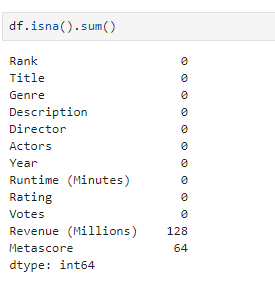 df.isna().sum()
Rank 0
Title 0
Genre 0
Description 0
Director 0
Actors 0
Year 0
Runtime (Minutes) 0
Rating 0
Votes 0
Revenue (Millions) 128
Metascore 64
dtype: int64